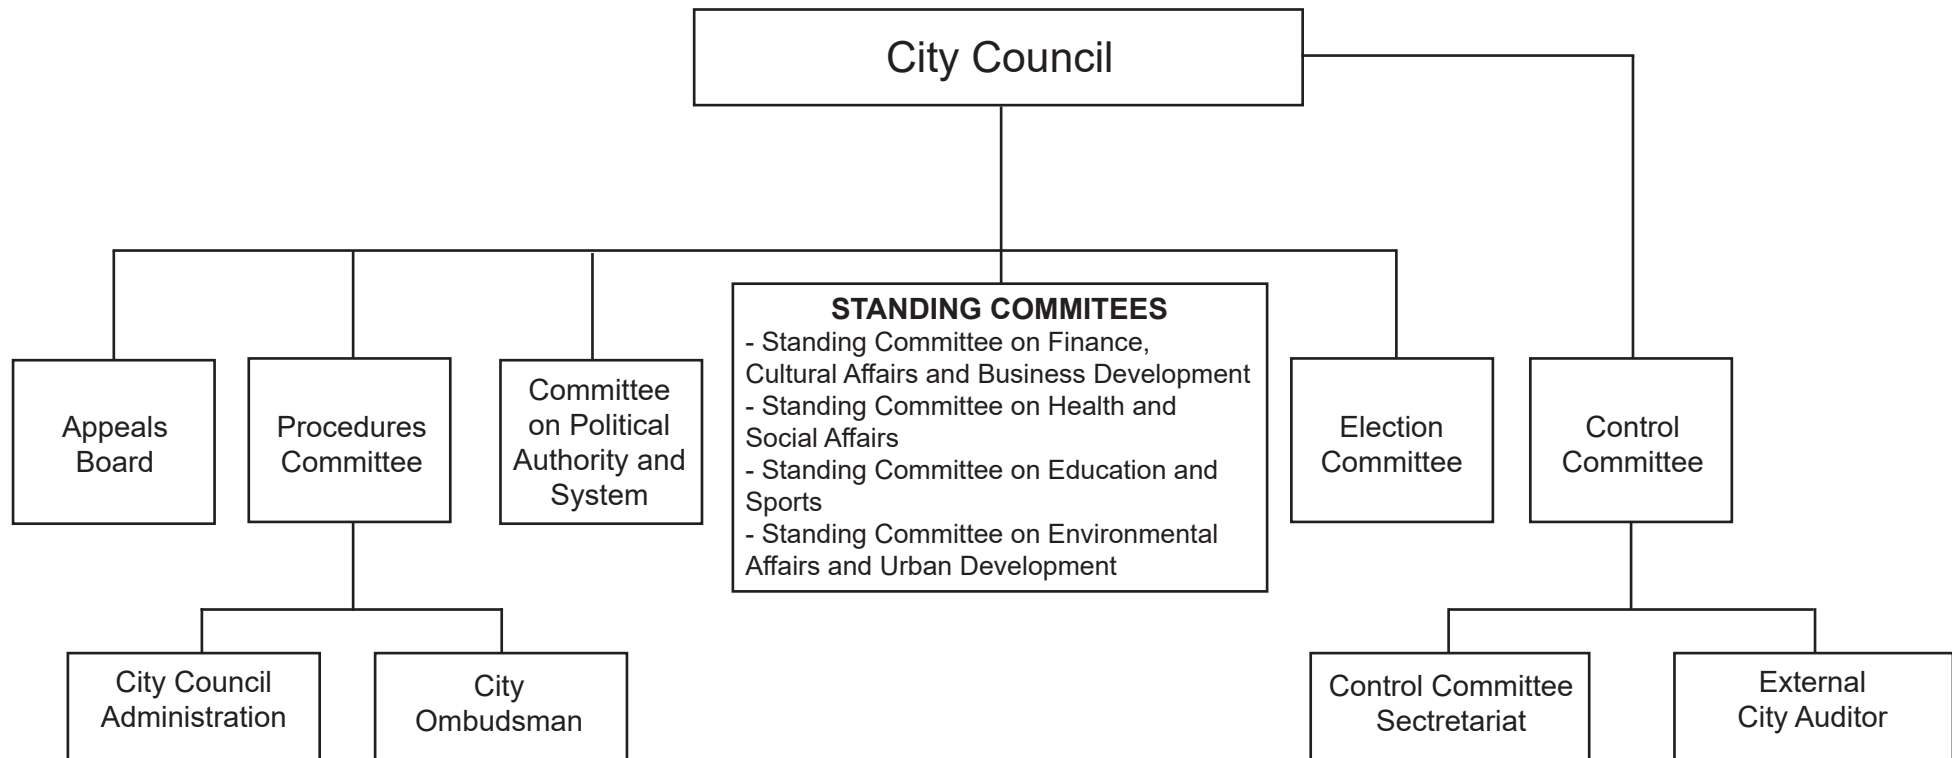 City Council
Appeals
Board
Procedures
Committee
Committee
on Political
Authority and
System
STANDING COMMITEES
- Standing Committee on Finance,
Cultural Affairs and Business Development
- Standing Committee on Health and
Social Affairs
- Standing Committee on Education and
Sports
- Standing Committee on Environmental
Affairs and Urban Development
Election
Committee
Control
Committee
City Council
Administration
City
Ombudsman
Control Committee
Sectretariat
External
City Auditor